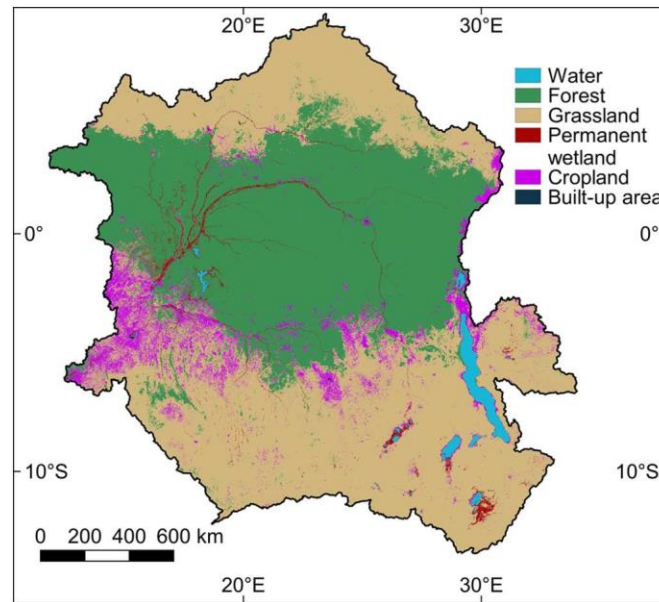 20°E 30°E
Water
Forest
Grassland
Permanent
wetland
Cropland
Built-up area
0° 0°
10°S 10°S
0 200 400 600 km
20°E 30°E